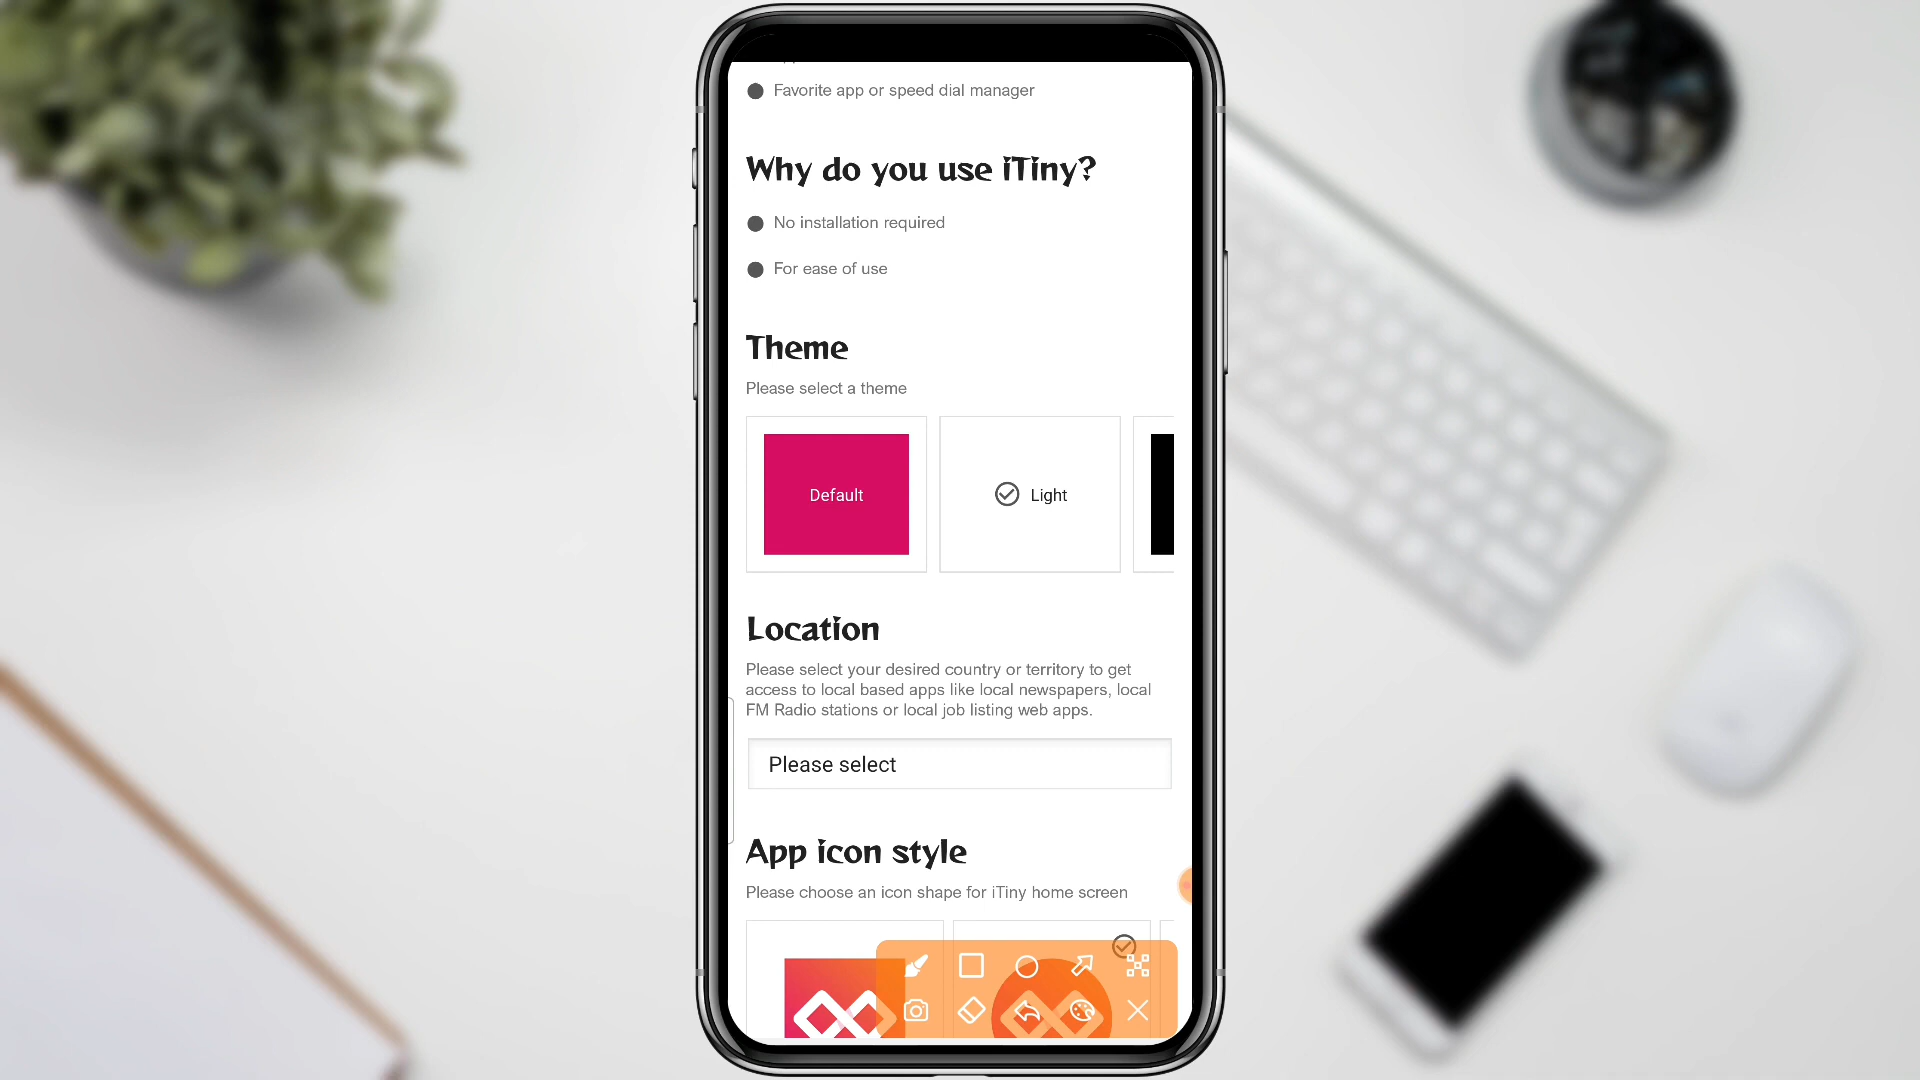 Favorite app or speed dial manager
Why do you use iTiny?
No installation required
For ease of use
Theme
Please select a theme
Default
Light
Location
Please select your desired country or territory to get
access to local based apps like local newspapers, local
FM Radio stations or local job listing web apps.
Please select
App icon style
Please choose an icon shape for iTiny home screen